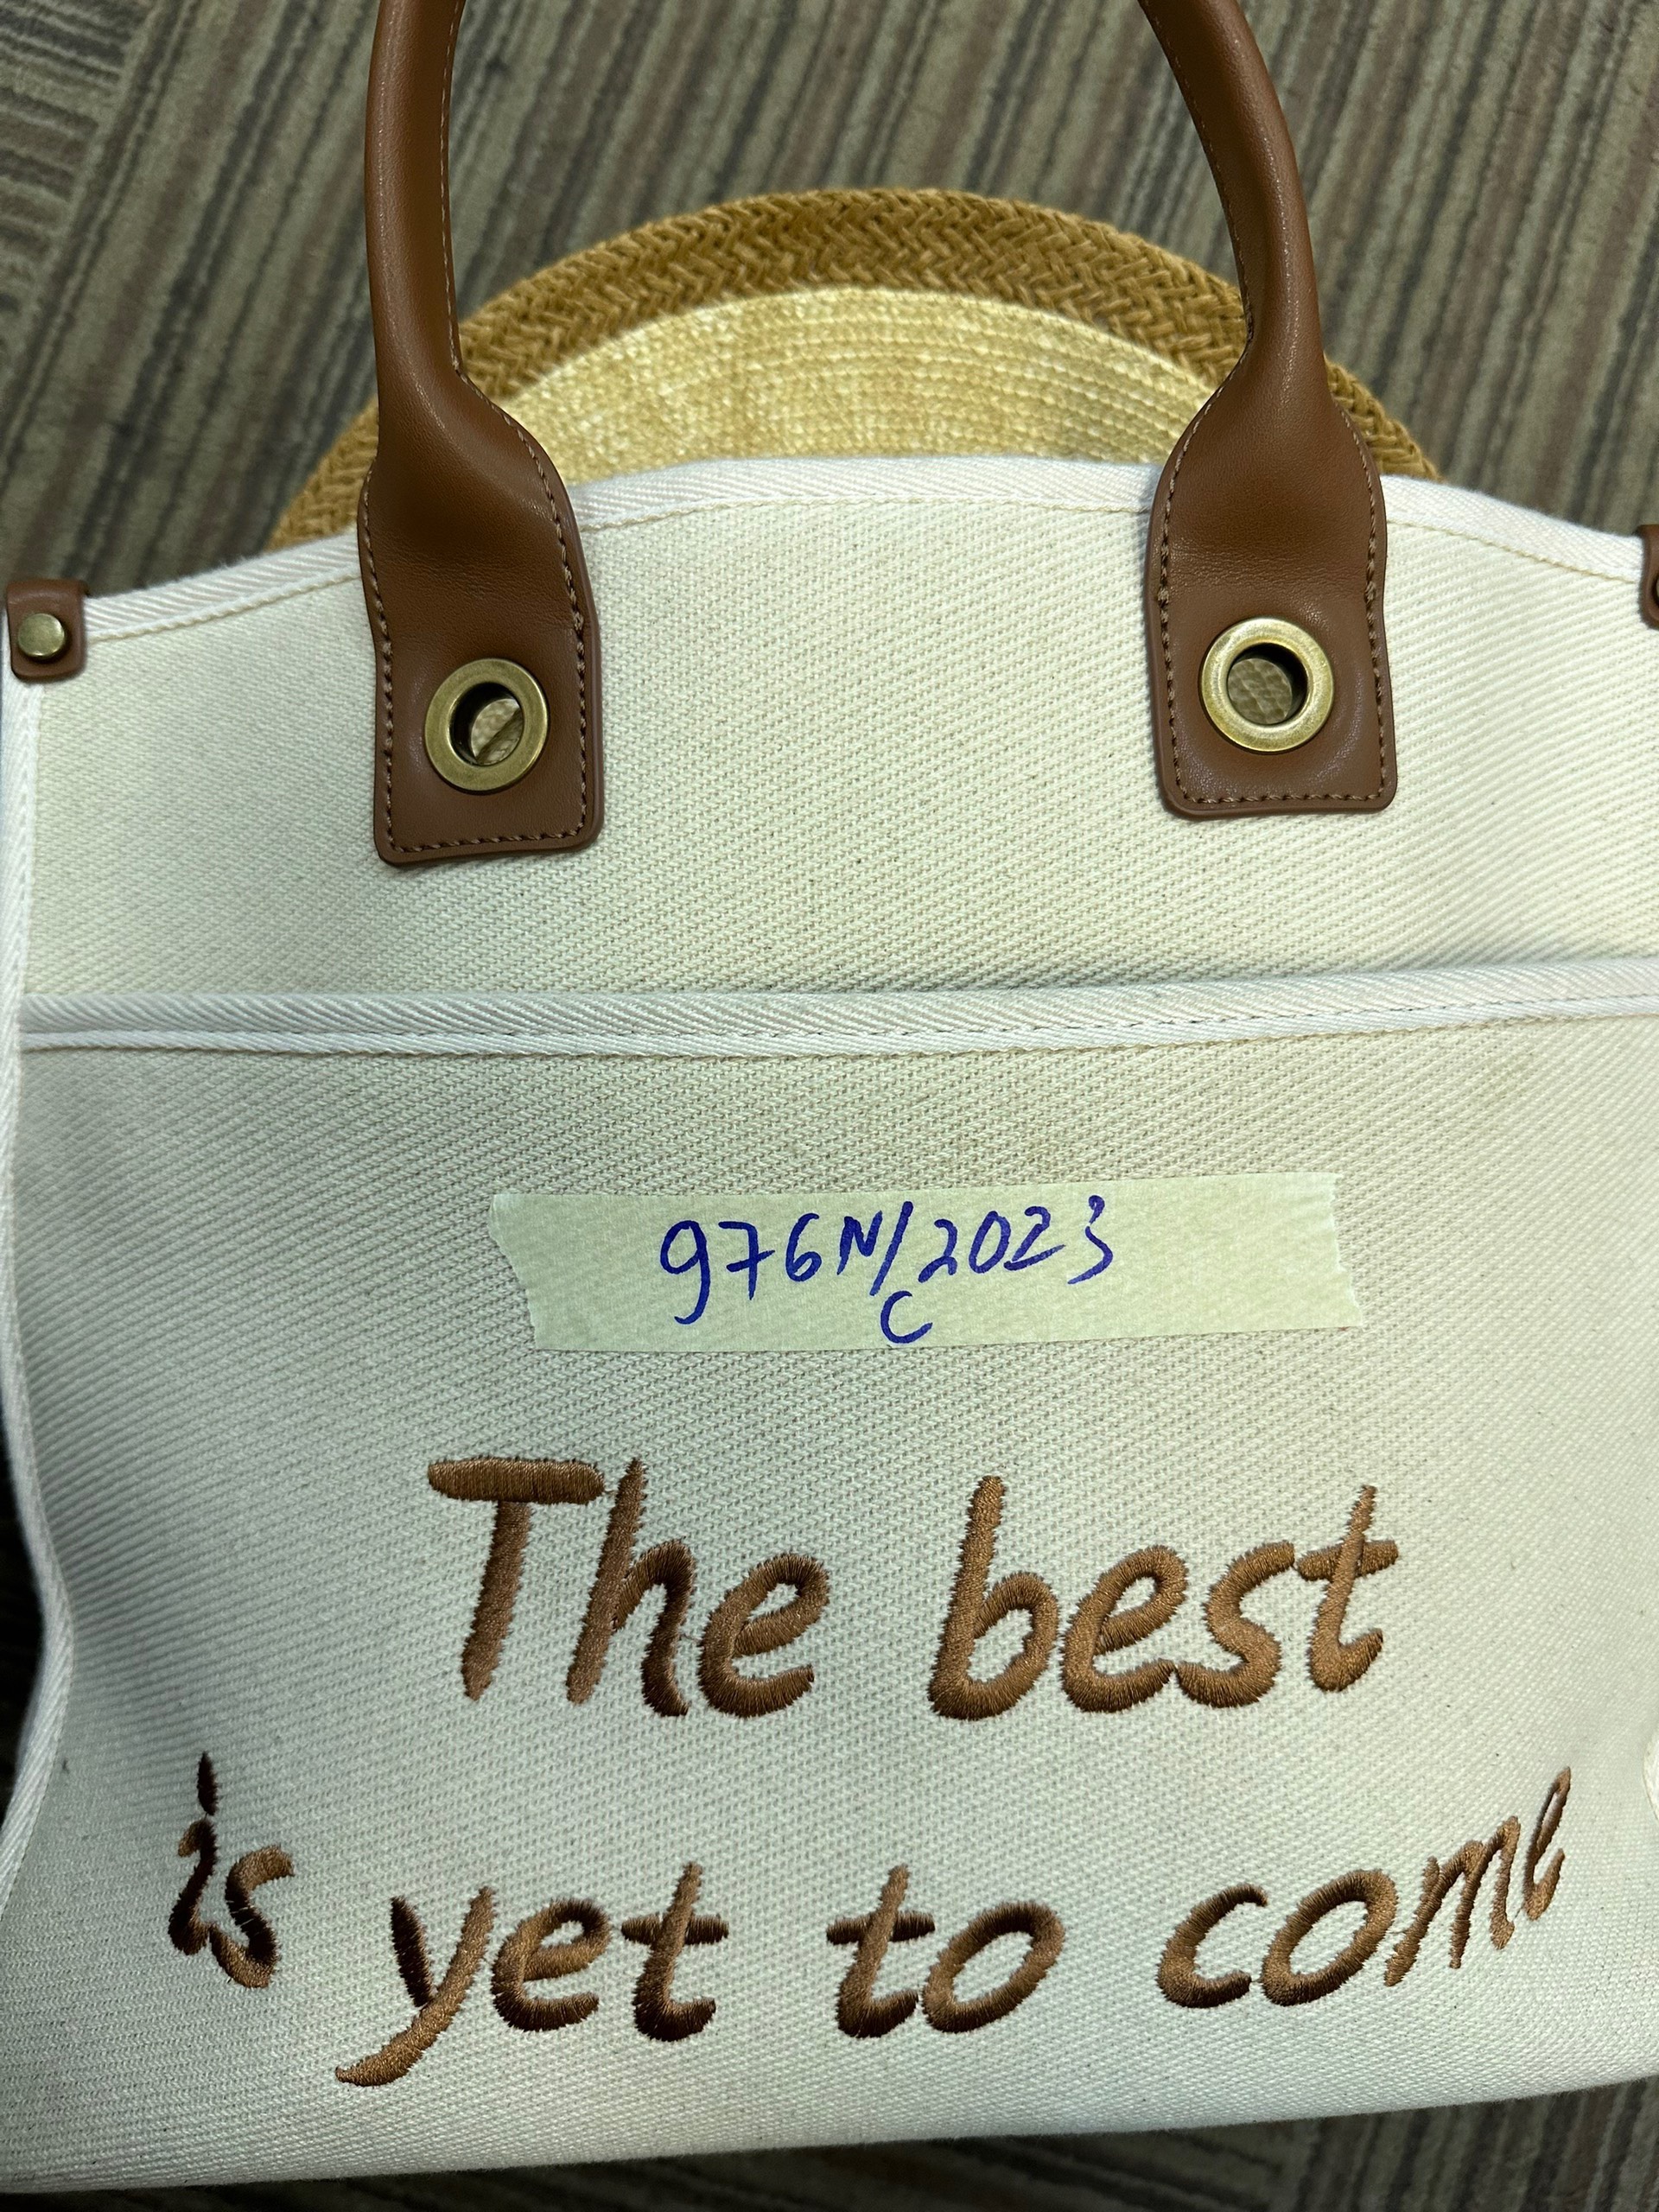 976N/2023
C
The best
is yet to come